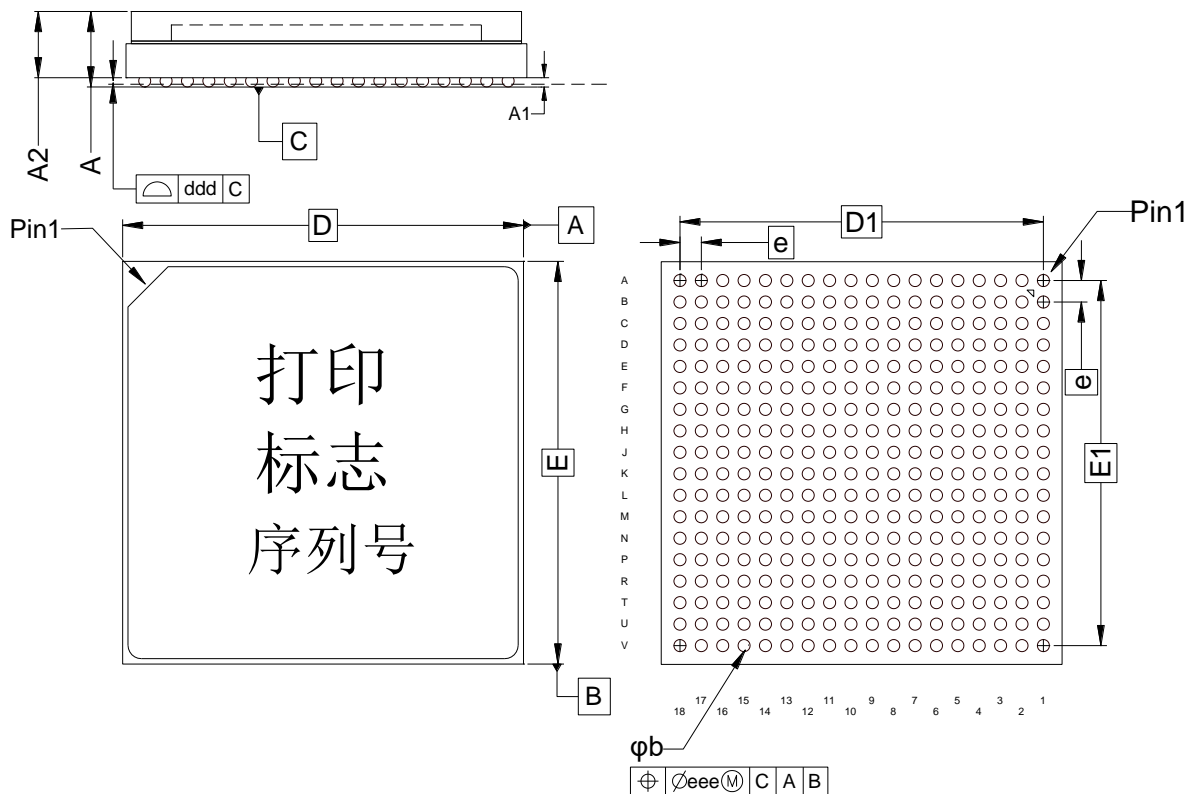 A2
A
A1
C
ddd C
Pin1
D
A
打印
标志
序列号
E
B
D1
Pin1
e
e
E1
A
B
C
D
E
F
G
H
J
K
L
M
N
P
R
T
U
V
17 15 13 11 9 7 5 3 1
18 16 14 12 10 8 6 4 2
φb
⌖ Øeee Ⓜ C A B